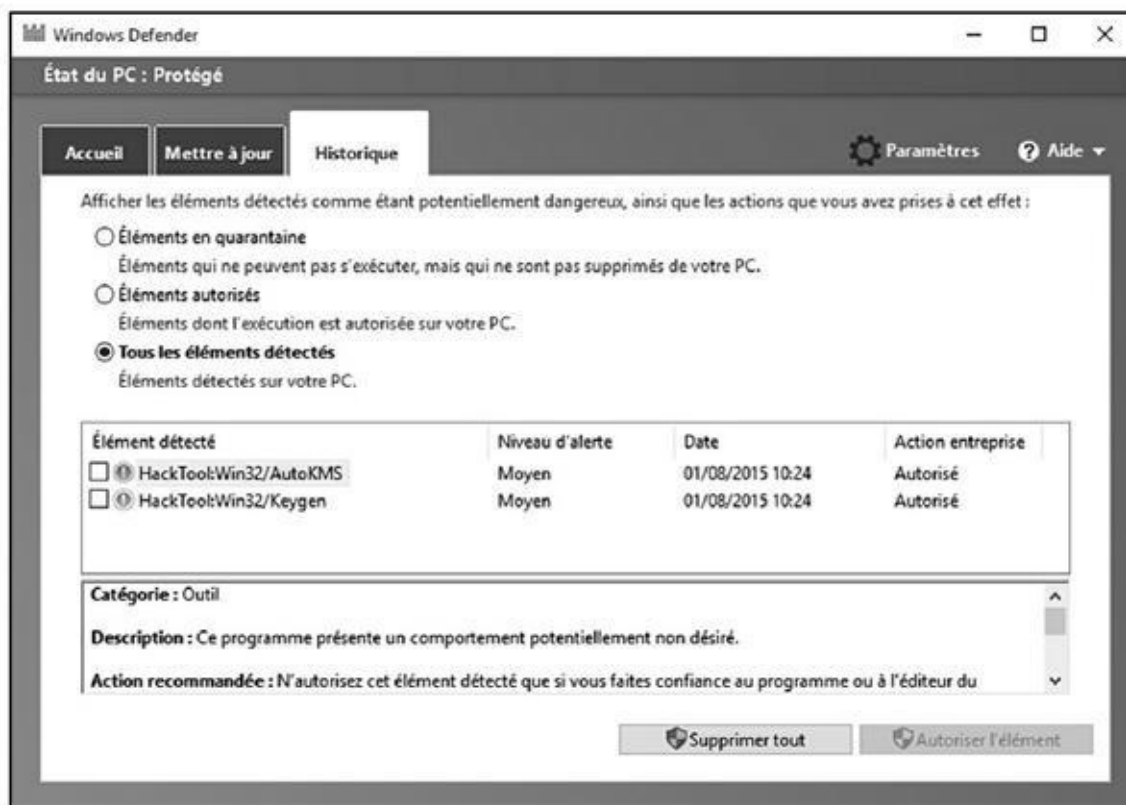 Windows Defender
État du PC : Protégé
Accueil
Mettre à jour
Historique
Paramètres
Aide
Afficher les éléments détectés comme étant potentiellement dangereux, ainsi que les actions que vous avez prises à cet effet :
Éléments en quarantaine
Éléments qui ne peuvent pas s'exécuter, mais qui ne sont pas supprimés de votre PC.
Éléments autorisés
Éléments dont l'exécution est autorisée sur votre PC.
Tous les éléments détectés
Éléments détectés sur votre PC.
Élément détecté Niveau d'alerte Date Action entreprise
HackTool:Win32/AutoKMS Moyen 01/08/2015 10:24 Autorisé
HackTool:Win32/Keygen Moyen 01/08/2015 10:24 Autorisé
Catégorie : Outil
Description : Ce programme présente un comportement potentiellement non désiré.
Action recommandée : N'autorisez cet élément détecté que si vous faites confiance au programme ou à l'éditeur du
Supprimer tout
Autoriser l'élément